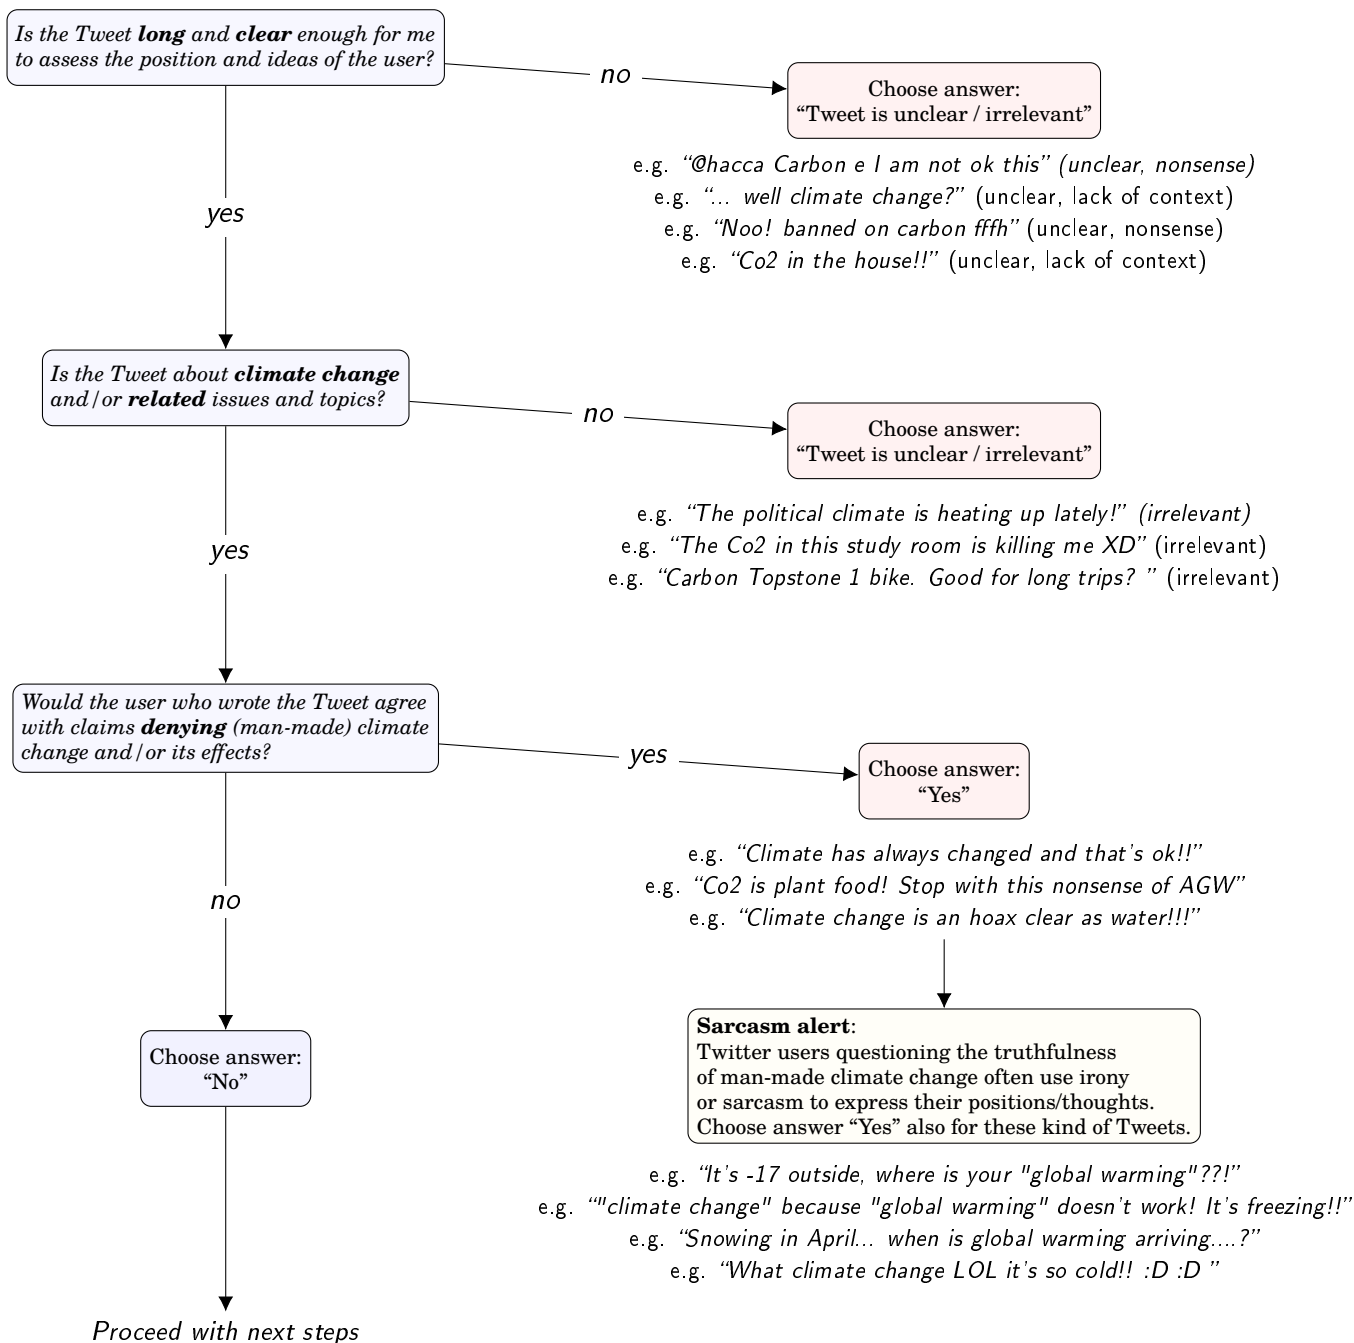 Is the Tweet long and clear enough for me
to assess the position and ideas of the user?
no
Choose answer:
“Tweet is unclear / irrelevant”
e.g. “@hacca Carbon e I am not ok this” (unclear, nonsense)
e.g. “... well climate change?” (unclear, lack of context)
e.g. “Noo! banned on carbon fffh” (unclear, nonsense)
e.g. “Co2 in the house!!” (unclear, lack of context)
yes
Is the Tweet about climate change
and/or related issues and topics?
no
Choose answer:
“Tweet is unclear / irrelevant”
e.g. “The political climate is heating up lately!” (irrelevant)
e.g. “The Co2 in this study room is killing me XD” (irrelevant)
e.g. “Carbon Topstone 1 bike. Good for long trips? ” (irrelevant)
yes
Would the user who wrote the Tweet agree
with claims denying (man-made) climate
change and/or its effects?
yes
Choose answer:
“Yes”
e.g. “Climate has always changed and that's ok!!”
e.g. “Co2 is plant food! Stop with this nonsense of AGW”
e.g. “Climate change is an hoax clear as water!!!”
no
Choose answer:
“No”
Sarcasm alert:
Twitter users questioning the truthfulness
of man-made climate change often use irony
or sarcasm to express their positions/thoughts.
Choose answer “Yes” also for these kind of Tweets.
e.g. “It's -17 outside, where is your "global warming"??!”
e.g. “"climate change" because "global warming" doesn't work! It's freezing!!”
e.g. “Snowing in April... when is global warming arriving....?”
e.g. “What climate change LOL it's so cold!! :D :D ”
Proceed with next steps